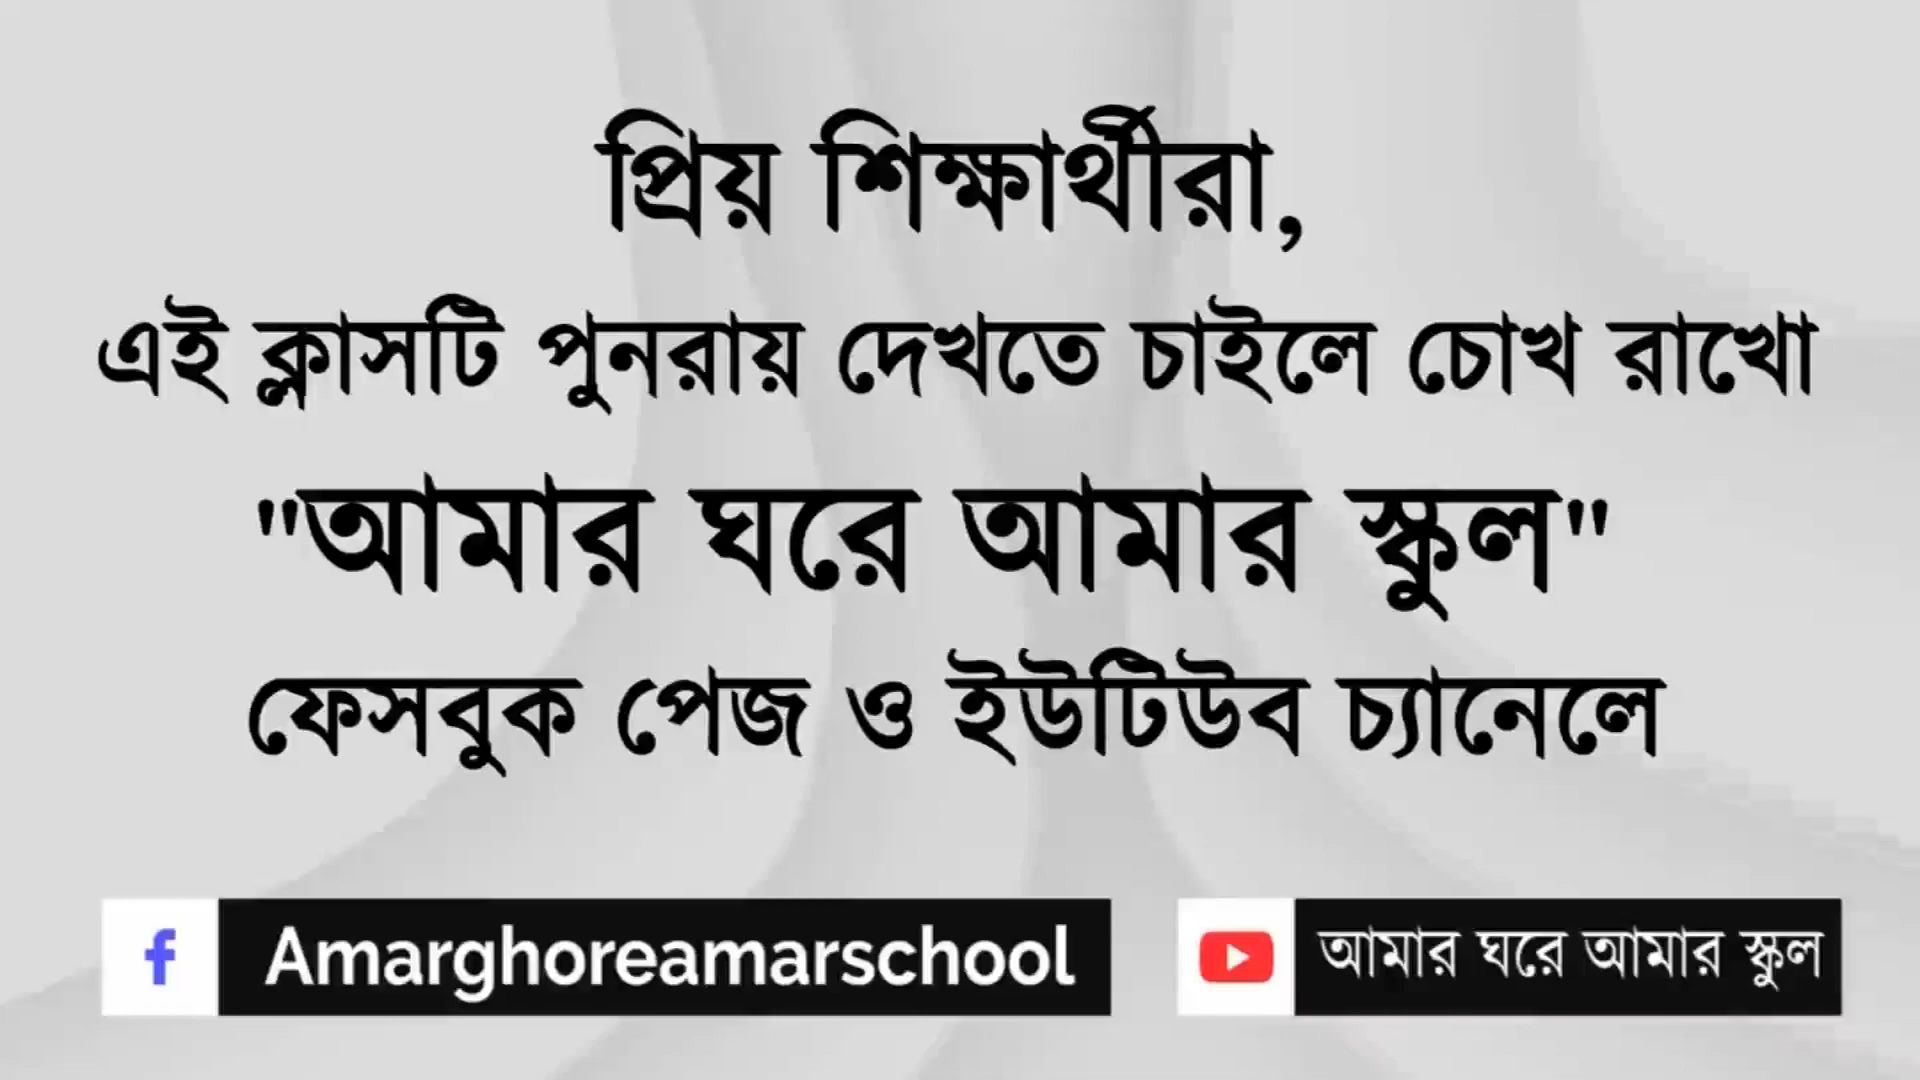 প্রিয় শিক্ষার্থীরা,
এই ক্লাসটি পুনরায় দেখতে চাইলে চোখ রাখো
"আমার ঘরে আমার স্কুল"
ফেসবুক পেজ ও ইউটিউব চ্যানেলে
f Amarghoreamarschool
আমার ঘরে আমার স্কুল